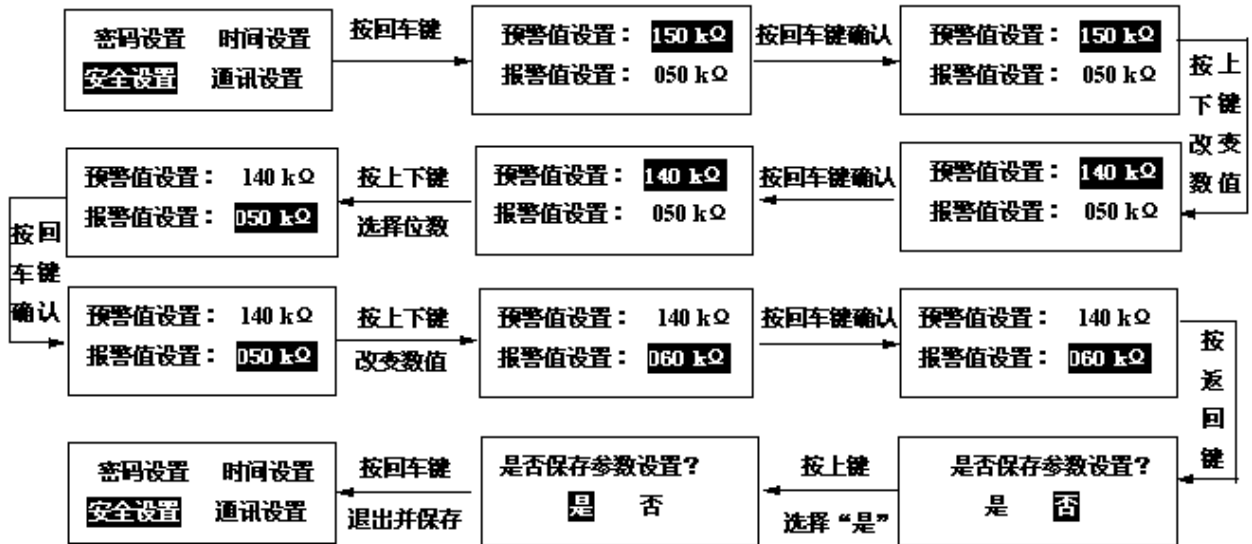 密码设置 时间设置
安全设置 通讯设置
按回车键
预警值设置： 150 kΩ
报警值设置： 050 kΩ
按回车键确认
预警值设置： 150 kΩ
报警值设置： 050 kΩ
按上
下键
改变
数值
预警值设置： 140 kΩ
报警值设置： 050 kΩ
按回车键确认
预警值设置： 140 kΩ
报警值设置： 050 kΩ
按上下键
选择位数
预警值设置： 140 kΩ
报警值设置： 050 kΩ
按回
车键
确认
预警值设置： 140 kΩ
报警值设置： 050 kΩ
按上下键
改变数值
预警值设置： 140 kΩ
报警值设置： 060 kΩ
按回车键确认
预警值设置： 140 kΩ
报警值设置： 060 kΩ
按
返
回
键
是否保存参数设置？
是 否
按上键
选择“是”
是否保存参数设置？
是 否
按回车键
退出并保存
密码设置 时间设置
安全设置 通讯设置